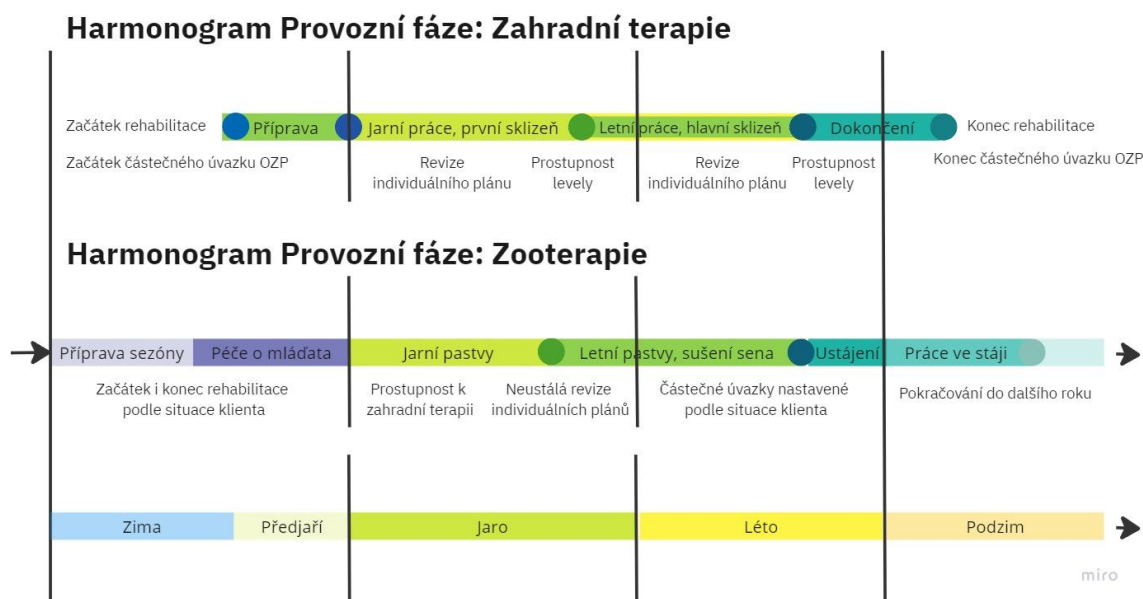 Harmonogram Provozní fáze: Zahradní terapie
Začátek rehabilitace
Příprava
Jarní práce, první sklizeň
Letní práce, hlavní sklizeň
Dokončení
Konec rehabilitace
Začátek částečného úvazku OZP
Revize
individuálního plánu
Prostupnost
levely
Revize
individuálního plánu
Prostupnost
levely
Konec částečného úvazku OZP
Harmonogram Provozní fáze: Zooterapie
Příprava sezóny
Péče o mláďata
Jarní pastvy
Letní pastvy, sušení sena
Ustájení
Práce ve stáji
Začátek i konec rehabilitace
podle situace klienta
Prostupnost k
zahradní terapii
Neustálá revize
individuálních plánů
Částečné úvazky nastavené
podle situace klienta
Pokračování do dalšího roku
Zima
Předjaří
Jaro
Léto
Podzim
miro